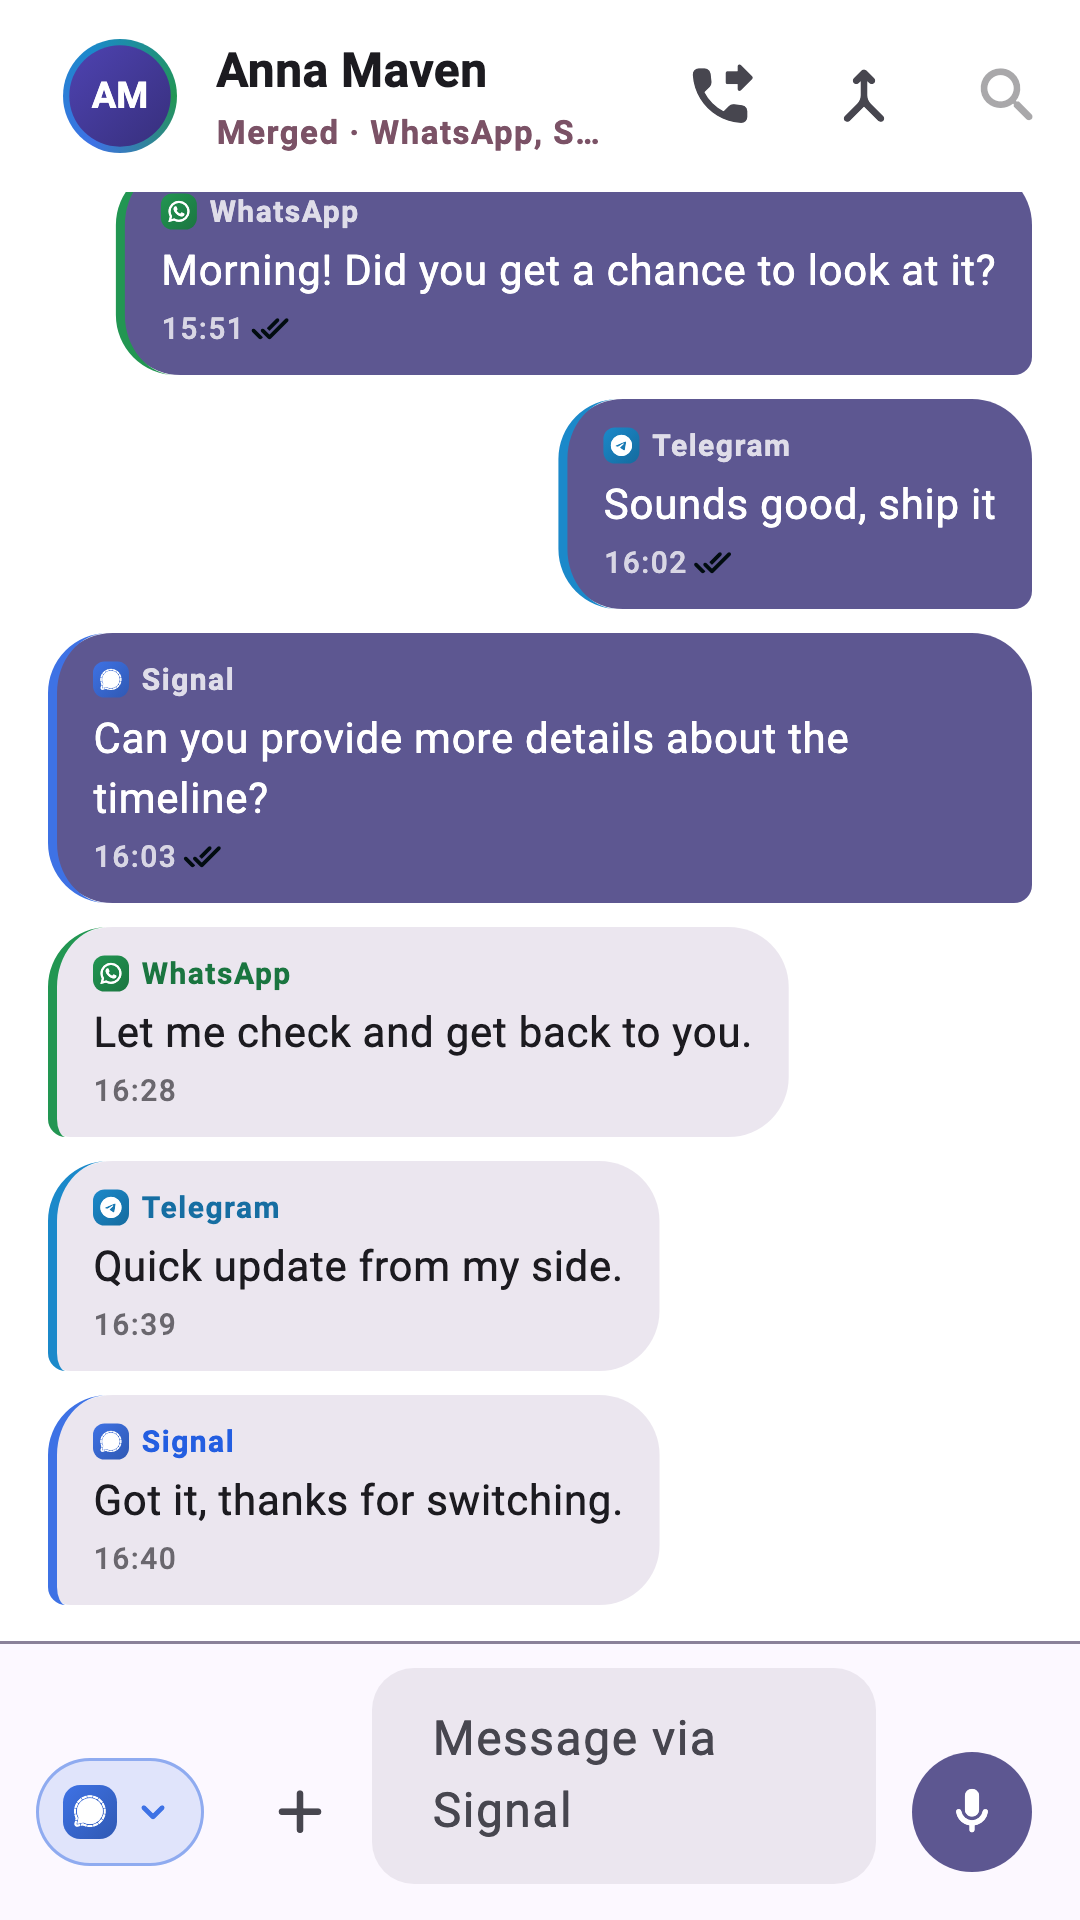 AM
Anna Maven
Merged · WhatsApp, S...
WhatsApp
Morning! Did you get a chance to look at it?
15:51
Telegram
Sounds good, ship it
16:02
Signal
Can you provide more details about the
timeline?
16:03
WhatsApp
Let me check and get back to you.
16:28
Telegram
Quick update from my side.
16:39
Signal
Got it, thanks for switching.
16:40
Message via
Signal